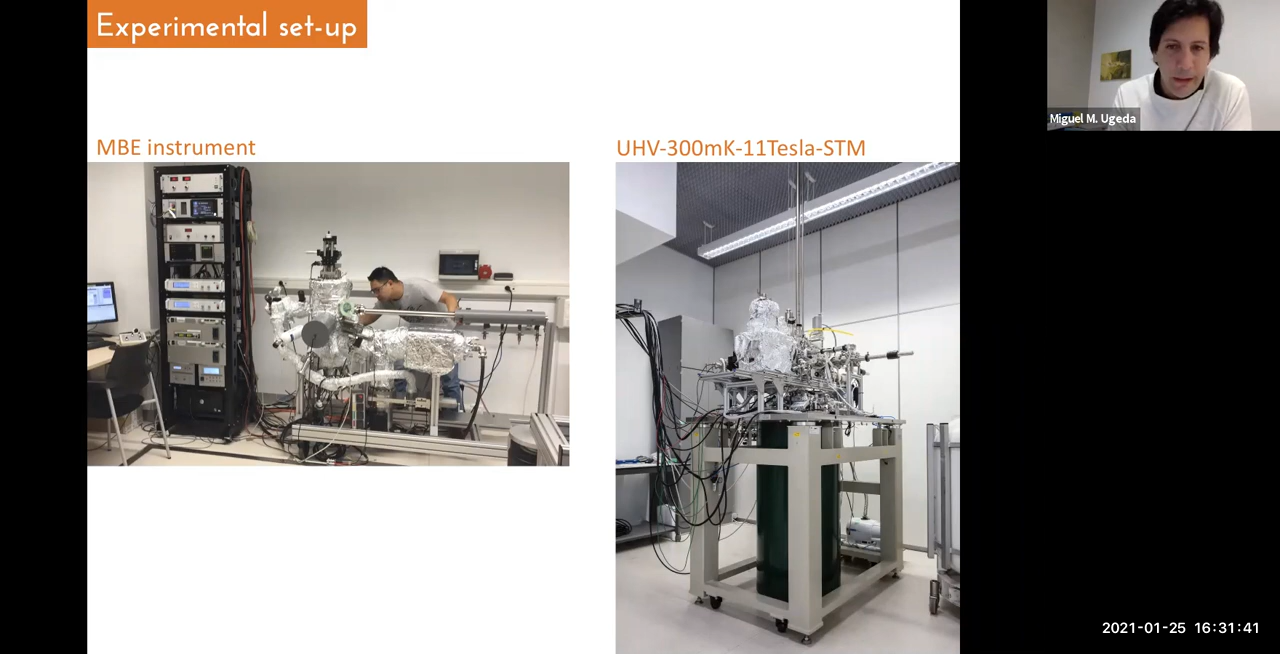 Experimental set-up
MBE instrument
UHV-300mK-11Tesla-STM
Miguel M. Ugeda
2021-01-25 16:31:41